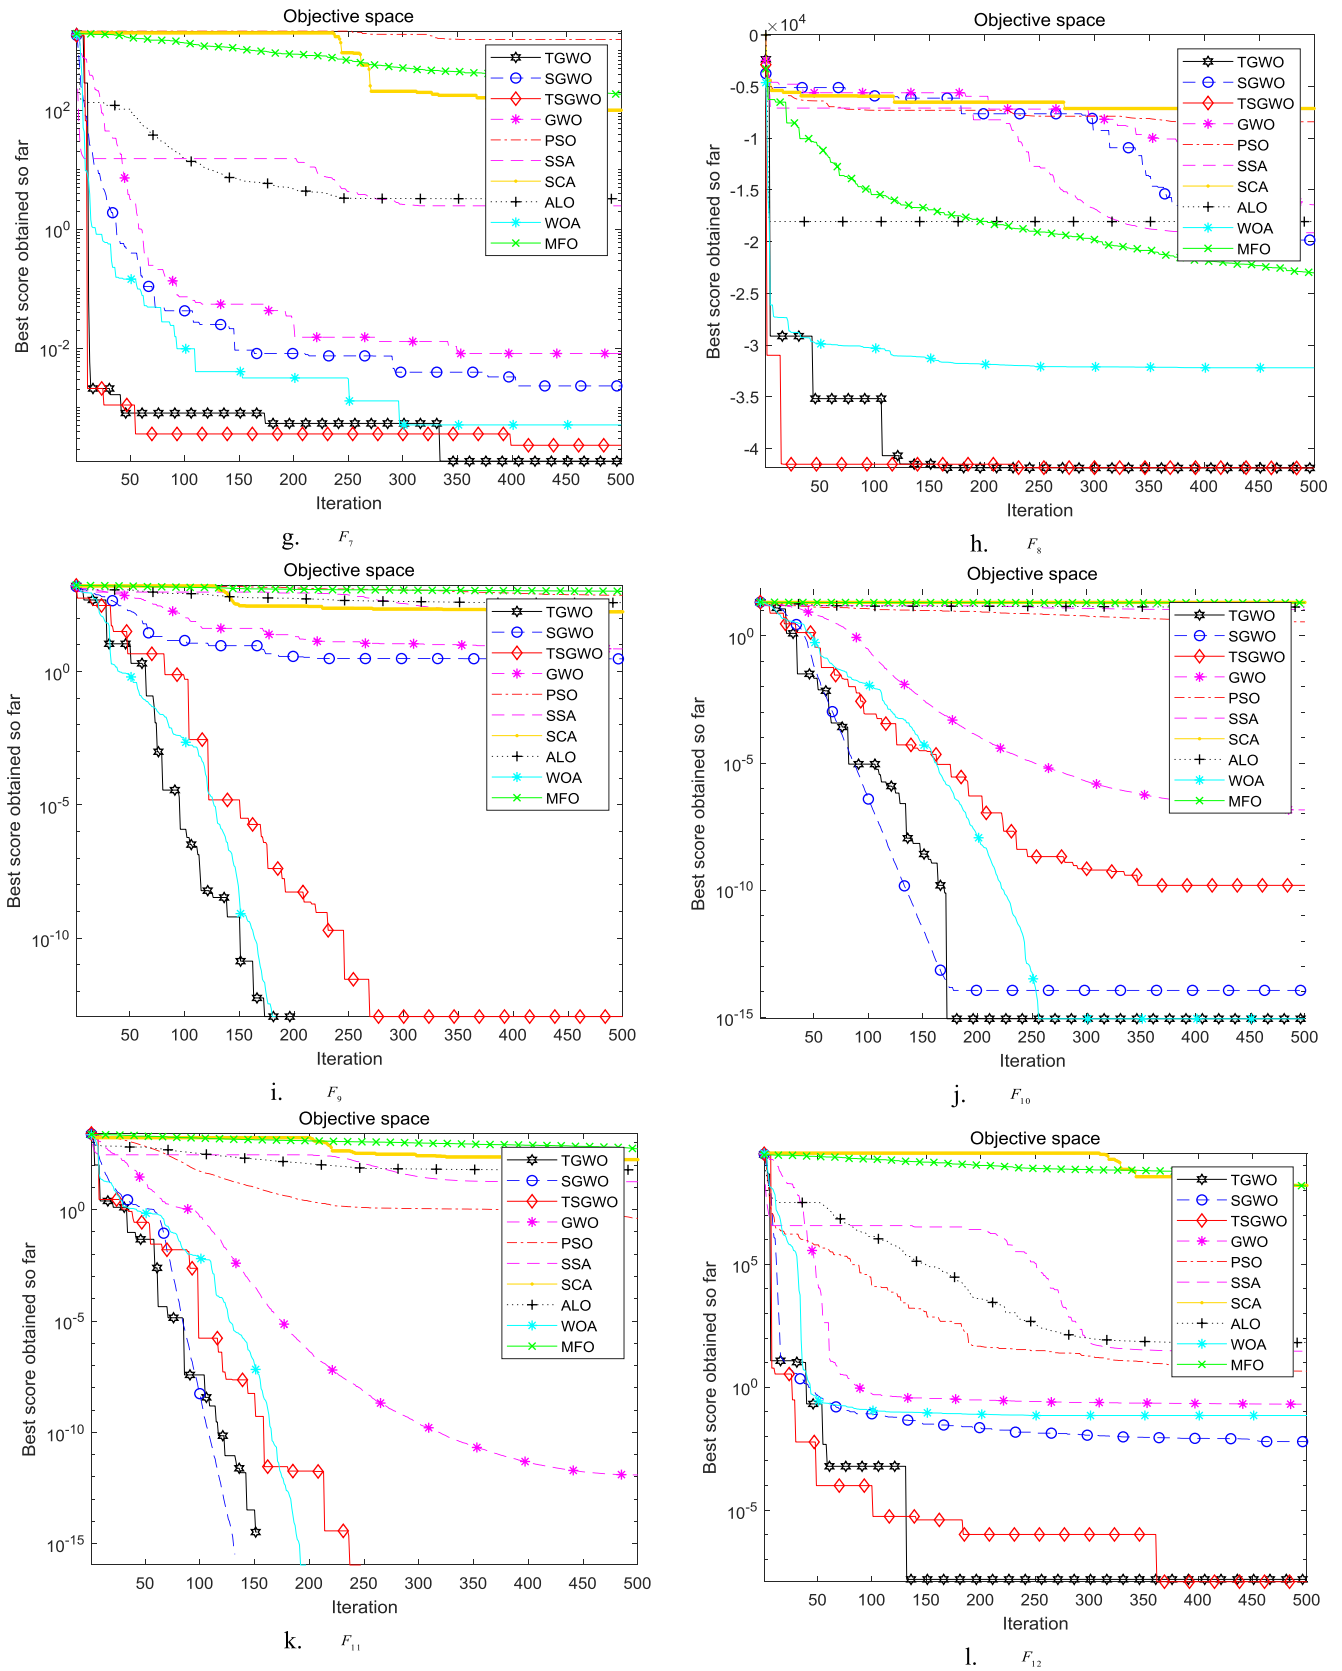 Objective space
Best score obtained so far
10^2
10^0
10^-2
TGWO
SGWO
TSGWO
GWO
PSO
SSA
SCA
ALO
WOA
MFO
50 100 150 200 250 300 350 400 450 500
Iteration
g. F_7
Objective space
×10^4
Best score obtained so far
0
-0.5
-1
-1.5
-2
-2.5
-3
-3.5
-4
TGWO
SGWO
TSGWO
GWO
PSO
SSA
SCA
ALO
WOA
MFO
50 100 150 200 250 300 350 400 450 500
Iteration
h. F_8
Objective space
Best score obtained so far
10^0
10^-5
10^-10
TGWO
SGWO
TSGWO
GWO
PSO
SSA
SCA
ALO
WOA
MFO
50 100 150 200 250 300 350 400 450 500
Iteration
i. F_9
Objective space
Best score obtained so far
10^0
10^-5
10^-10
10^-15
TGWO
SGWO
TSGWO
GWO
PSO
SSA
SCA
ALO
WOA
MFO
50 100 150 200 250 300 350 400 450 500
Iteration
j. F_10
Objective space
Best score obtained so far
10^0
10^-5
10^-10
10^-15
TGWO
SGWO
TSGWO
GWO
PSO
SSA
SCA
ALO
WOA
MFO
50 100 150 200 250 300 350 400 450 500
Iteration
k. F_11
Objective space
Best score obtained so far
10^5
10^0
10^-5
TGWO
SGWO
TSGWO
GWO
PSO
SSA
SCA
ALO
WOA
MFO
50 100 150 200 250 300 350 400 450 500
Iteration
l. F_12